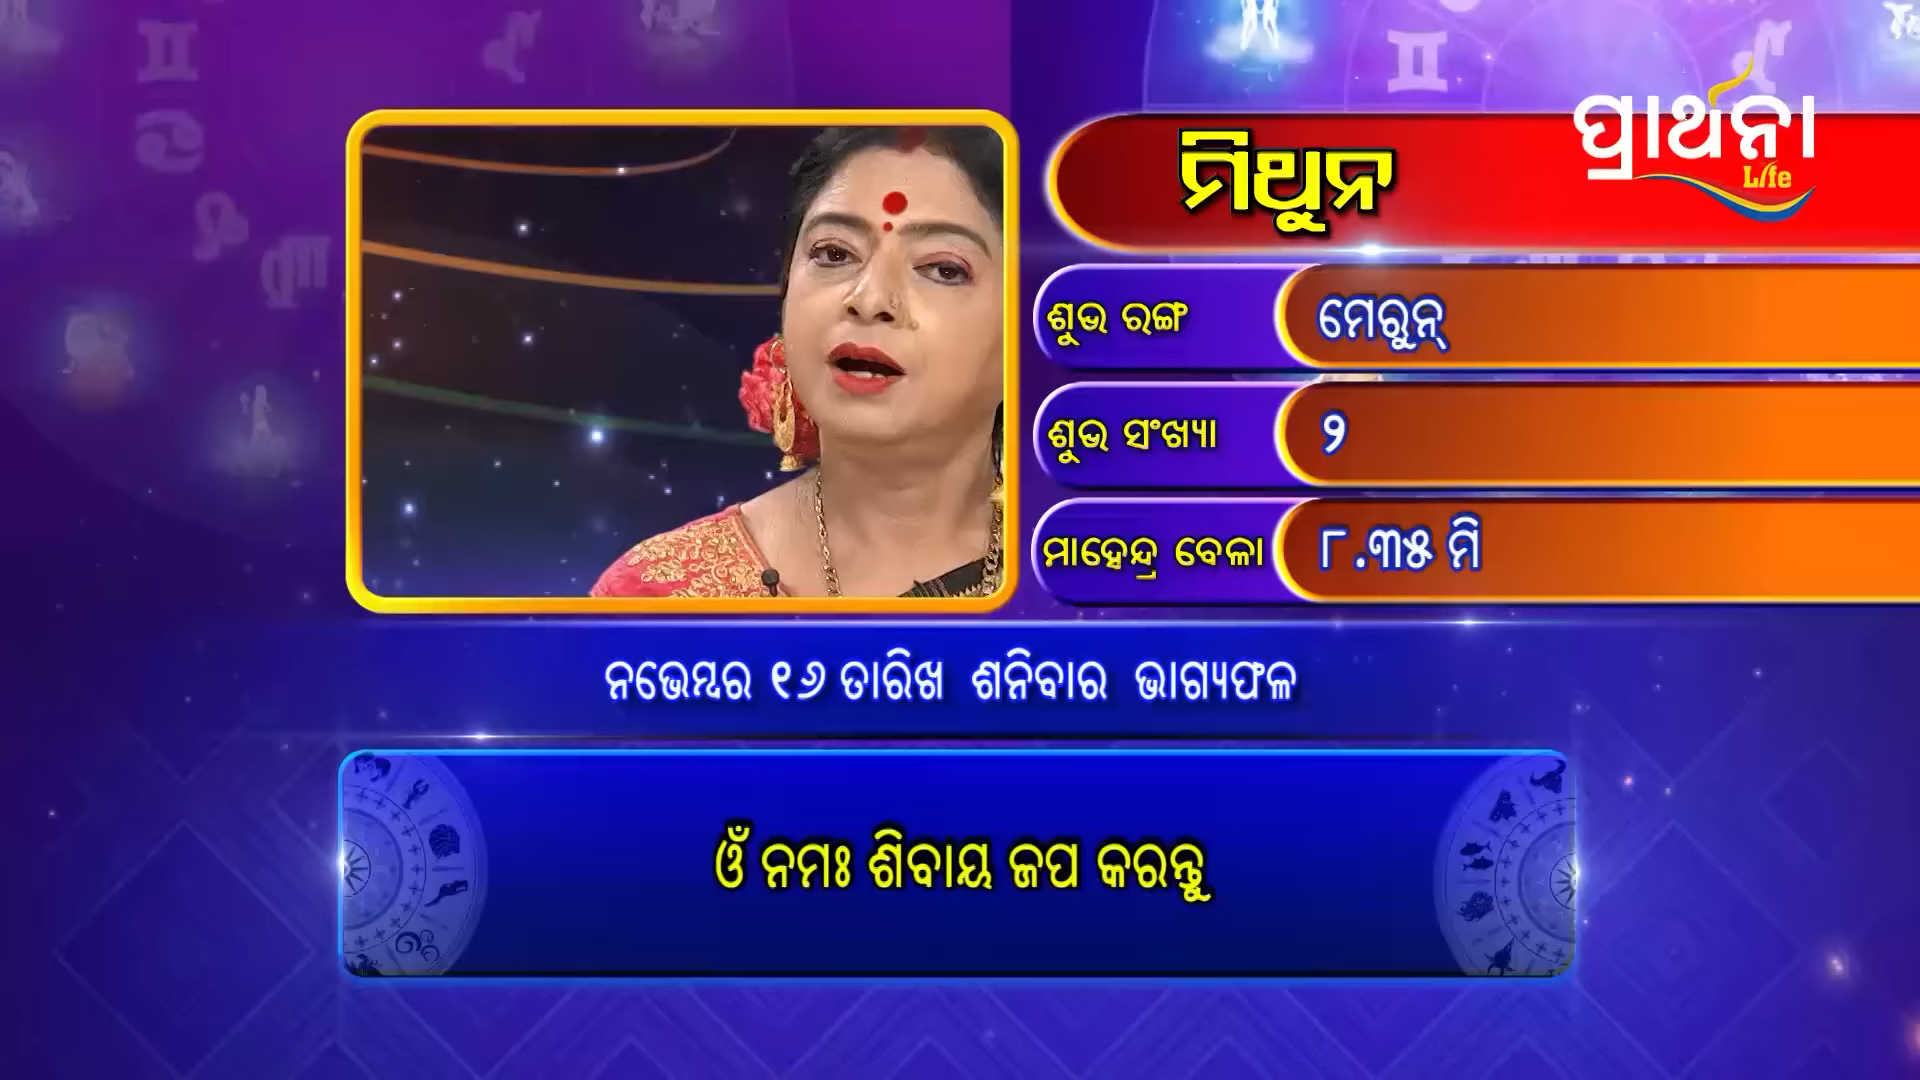 ପ୍ରାର୍ଥନା
Life
ମିଥୁନ
ଶୁଭ ରଙ୍ଗ ମେରୁନ୍
ଶୁଭ ସଂଖ୍ୟା ୨
ମାହେନ୍ଦ୍ର ବେଳା ୮.୩୫ ମି
ନଭେମ୍ବର ୧୬ ତାରିଖ ଶନିବାର ଭାଗ୍ୟଫଳ
ଓଁ ନମଃ ଶିବାୟ ଜପ କରନ୍ତୁ